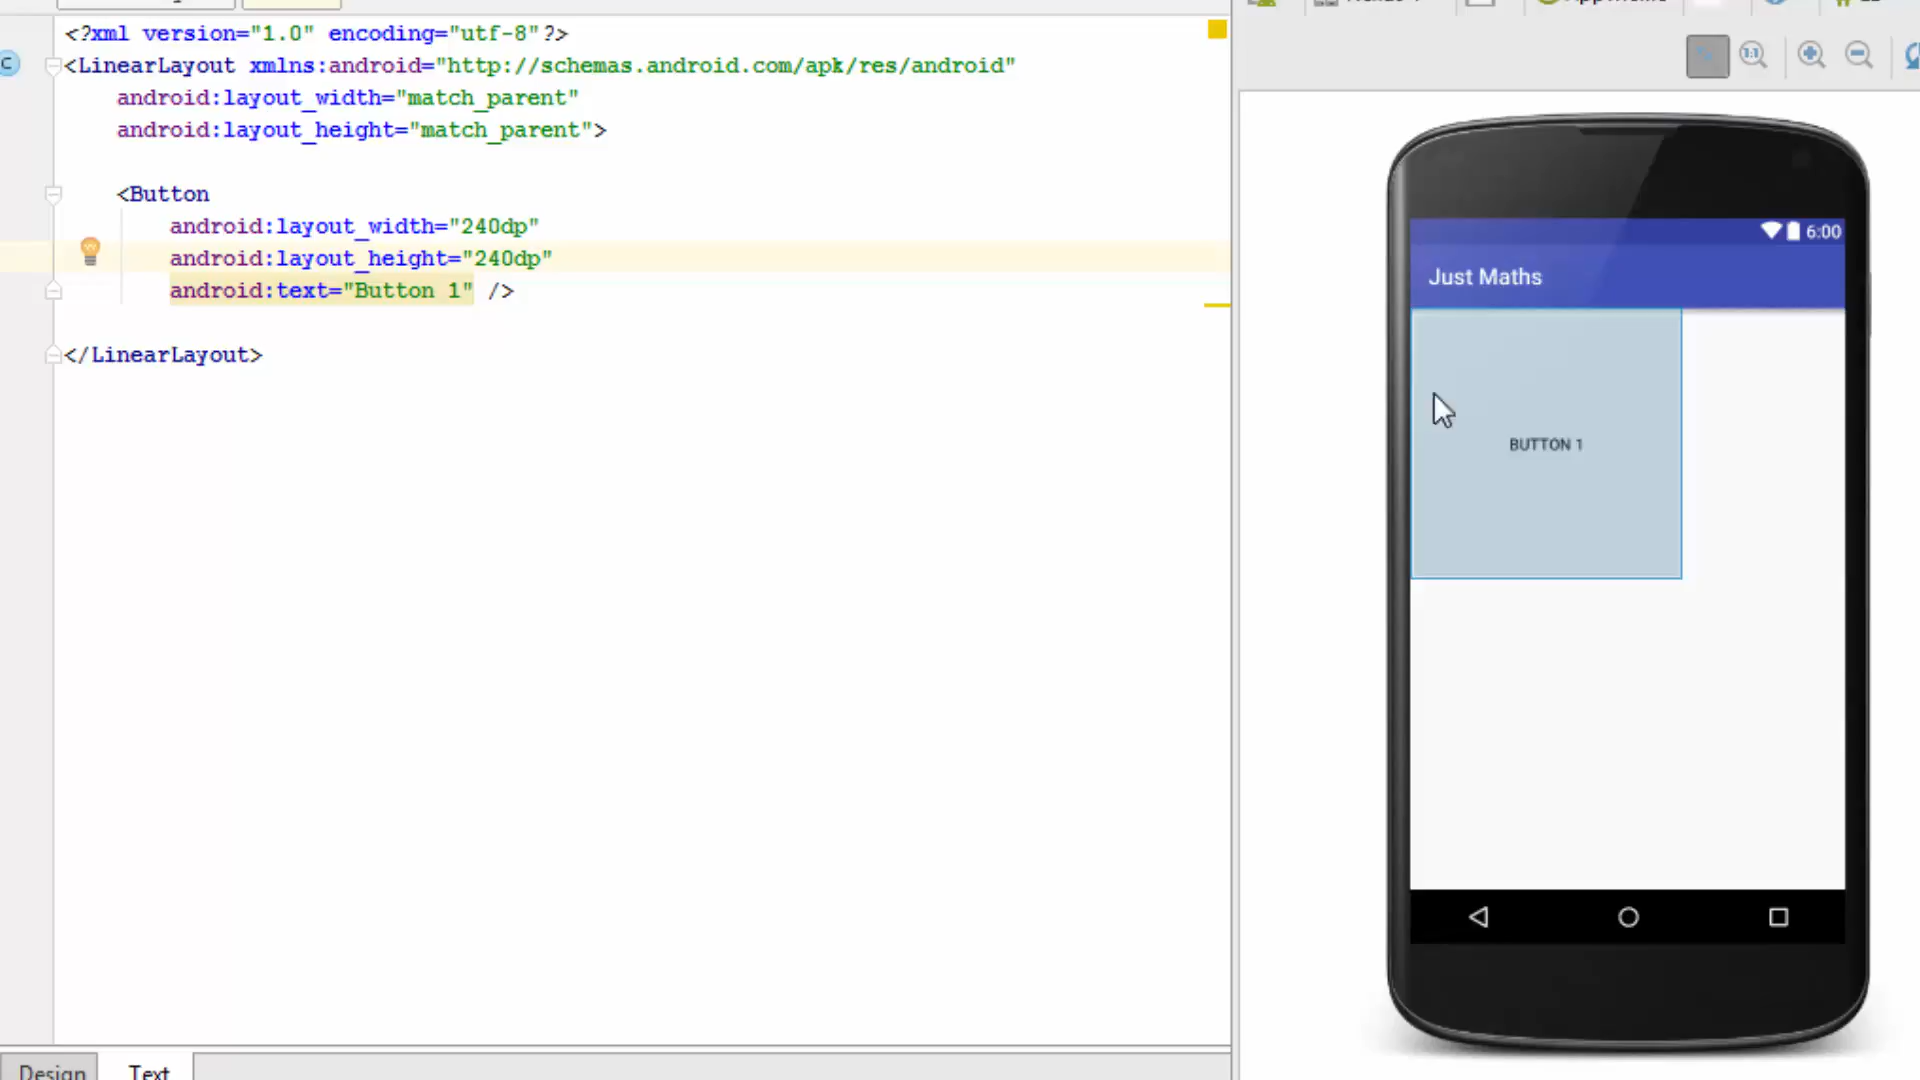 <?xml version="1.0" encoding="utf-8"?>
<LinearLayout xmlns:android="http://schemas.android.com/apk/res/android"
    android:layout_width="match_parent"
    android:layout_height="match_parent">
    <Button
        android:layout_width="240dp"
        android:layout_height="240dp"
        android:text="Button 1" />
</LinearLayout>
Design
Text
1:1
6:00
Just Maths
BUTTON 1
C